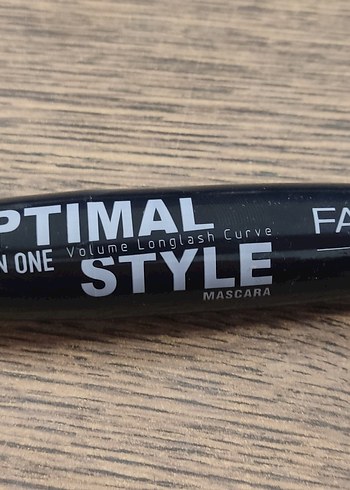 PTIMAL
N ONE Volume Longlash Curve
STYLE
MASCARA
FA